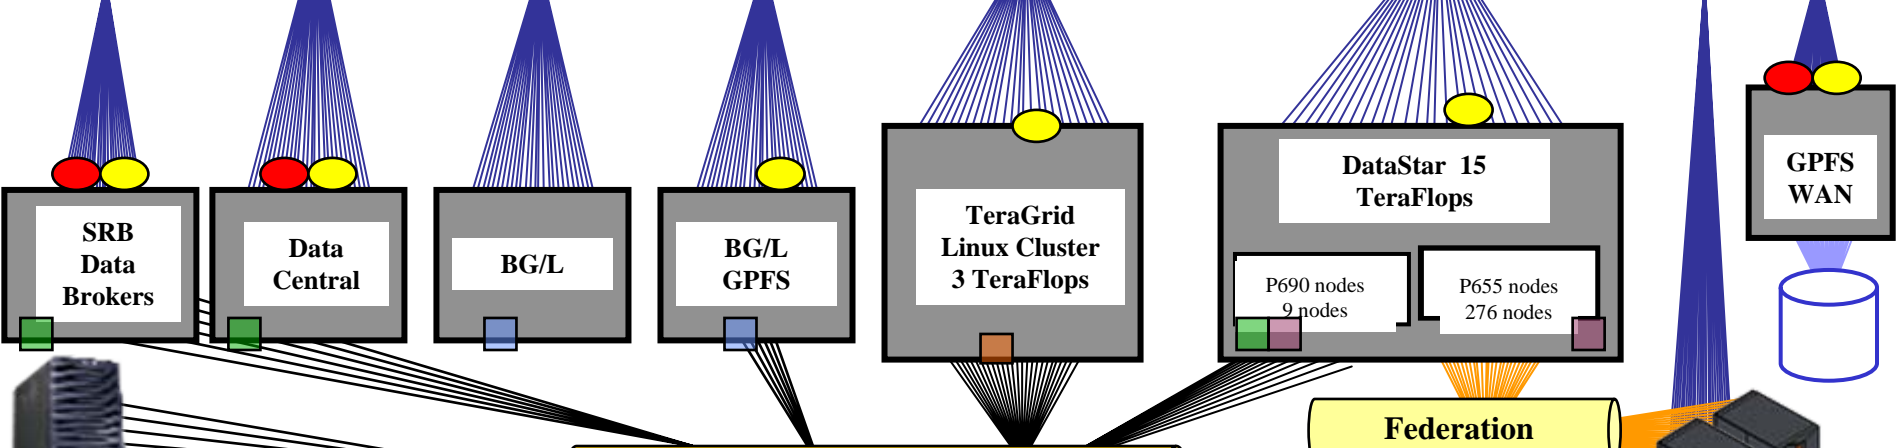 SRB
Data
Brokers
Data
Central
BG/L
BG/L
GPFS
TeraGrid
Linux Cluster
3 TeraFlops
DataStar 15
TeraFlops
P690 nodes
9 nodes
P655 nodes
276 nodes
GPFS
WAN
Federation